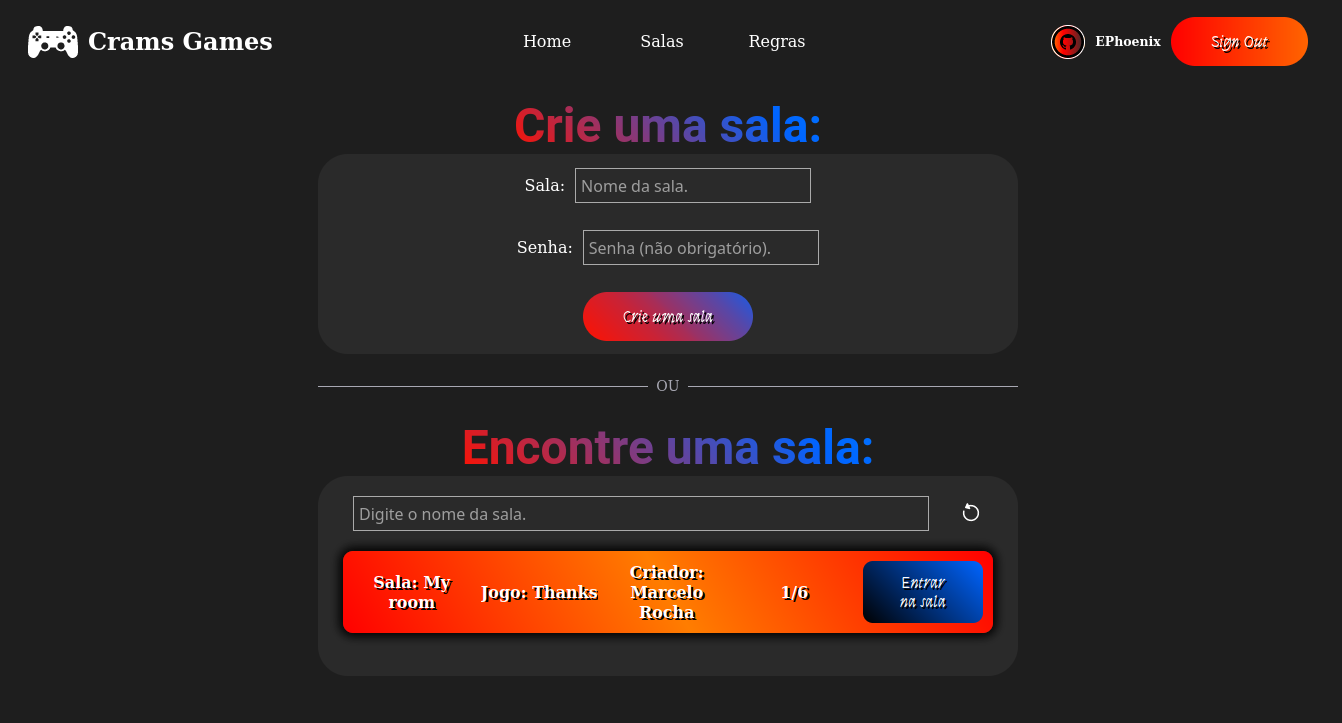 Crams Games
Home
Salas
Regras
EPhoenix
Sign Out
Crie uma sala:
Sala:
Nome da sala.
Senha:
Senha (não obrigatório).
Crie uma sala
OU
Encontre uma sala:
Digite o nome da sala.
Sala: My
room
Jogo: Thanks
Criador:
Marcelo
Rocha
1/6
Entrar
na sala